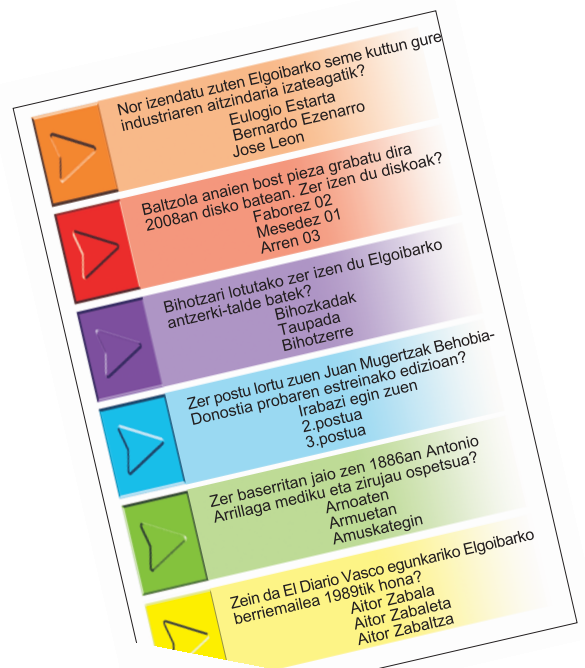 Nor izendatu zuten Elgoibarko seme kuttun gure
industriaren aitzindaria izateagatik?
Eulogio Estarta
Bernardo Ezenarro
Jose Leon
Baltzola anaien bost pieza grabatu dira
2008an disko batean. Zer izen du diskoak?
Faborez 02
Mesedez 01
Arren 03
Bihotzari lotutako zer izen du Elgoibarko
antzerki-talde batek?
Bihozkadak
Taupada
Bihotzerre
Zer postu lortu zuen Juan Mugertzak Behobia-
Donostia probaren estreinako edizioan?
Irabazi egin zuen
2.postua
3.postua
Zer baserritan jaio zen 1886an Antonio
Arrillaga mediku eta zirujau ospetsua?
Arnoaten
Armuetan
Amuskategin
Zein da El Diario Vasco egunkariko Elgoibarko
berriemailea 1989tik hona?
Aitor Zabala
Aitor Zabaleta
Aitor Zabaltza